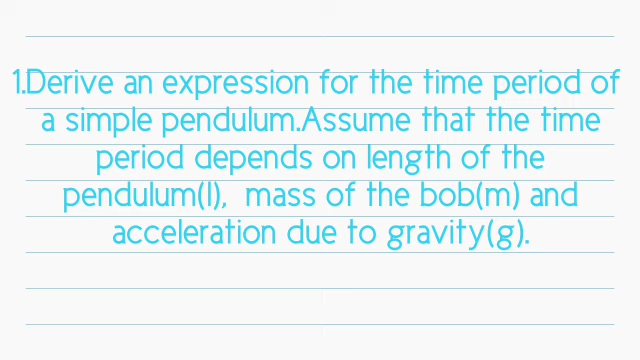 1.Derive an expression for the time period of
a simple pendulum.Assume that the time
period depends on length of the
pendulum(l), mass of the bob(m) and
acceleration due to gravity(g).